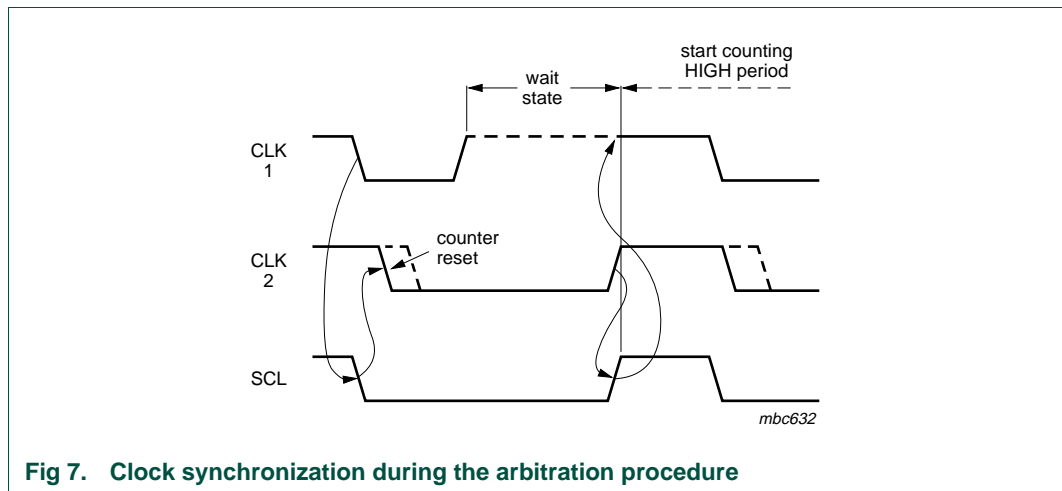 start counting
HIGH period
wait
state
CLK
1
counter
reset
CLK
2
SCL
mbc632
Fig 7. Clock synchronization during the arbitration procedure